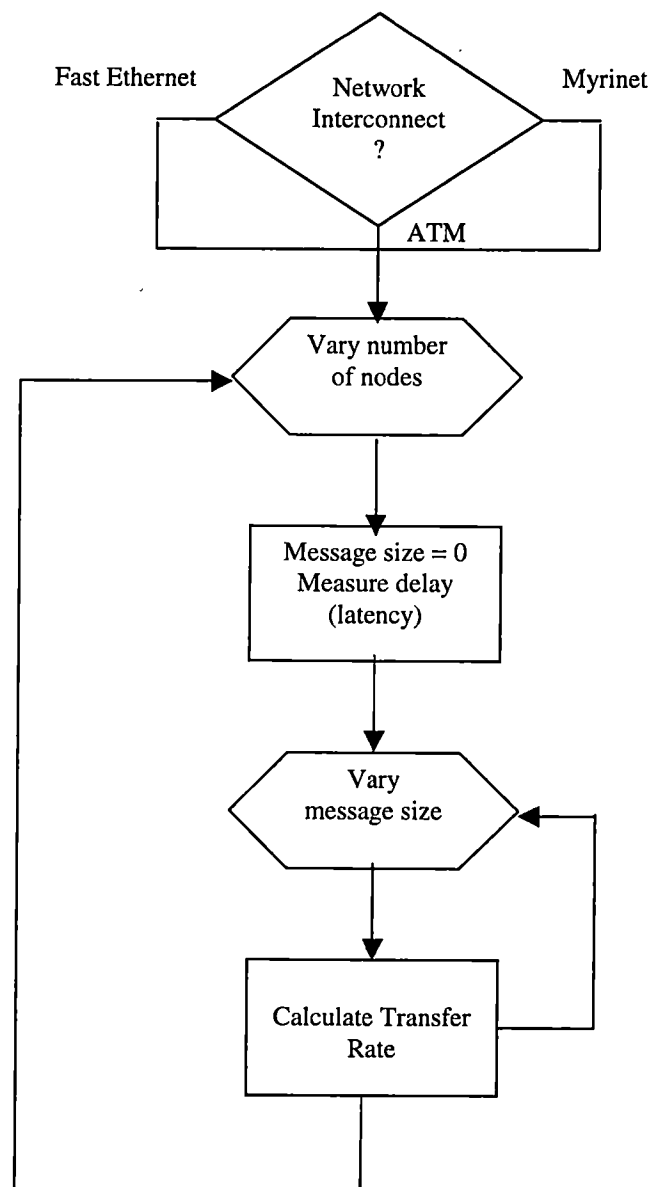 Fast Ethernet
Network
Interconnect
?
Myrinet
ATM
Vary number
of nodes
Message size = 0
Measure delay
(latency)
Vary
message size
Calculate Transfer
Rate